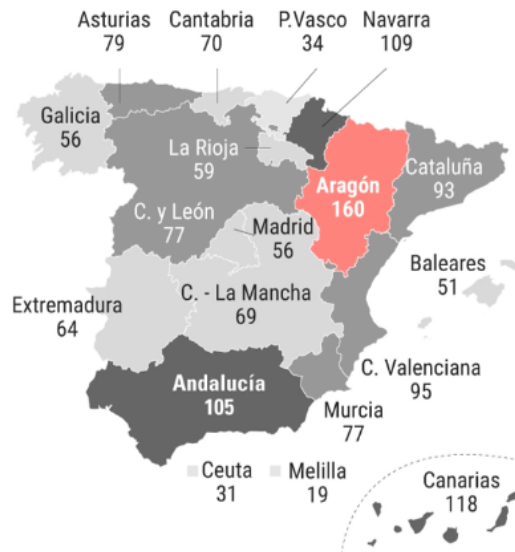 Asturias
79
Cantabria
70
P.Vasco
34
Navarra
109
Galicia
56
La Rioja
59
Aragón
160
Cataluña
93
C. y León
77
Madrid
56
Baleares
51
Extremadura
64
C. - La Mancha
69
C. Valenciana
95
Andalucía
105
Murcia
77
Ceuta
31
Melilla
19
Canarias
118